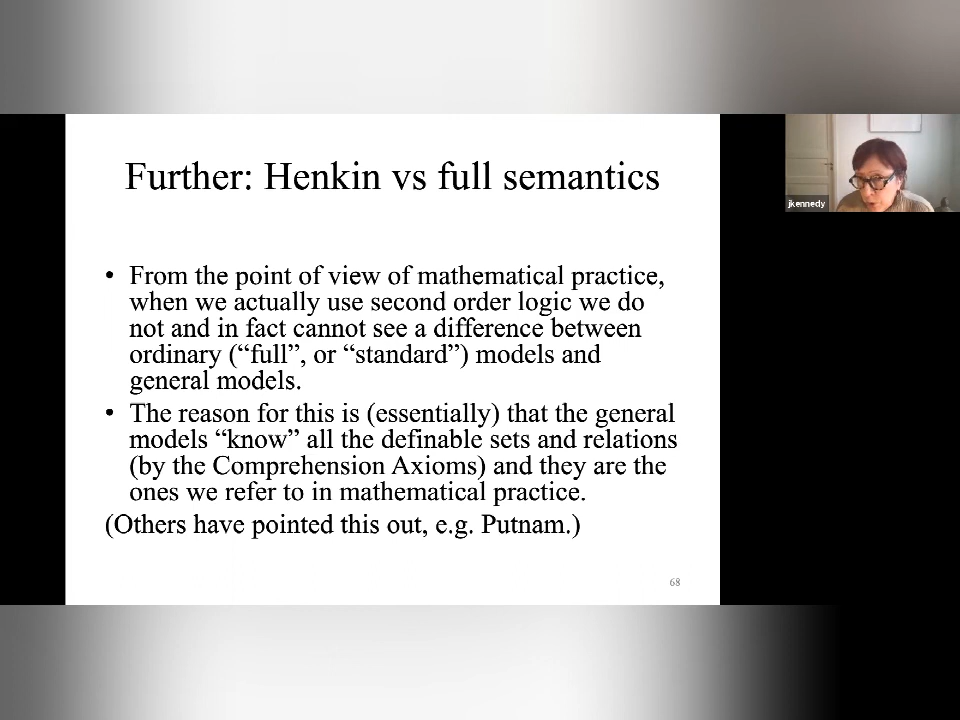 Further: Henkin vs full semantics
jkennedy
• From the point of view of mathematical practice,
when we actually use second order logic we do
not and in fact cannot see a difference between
ordinary (“full”, or “standard”) models and
general models.
• The reason for this is (essentially) that the general
models “know” all the definable sets and relations
(by the Comprehension Axioms) and they are the
ones we refer to in mathematical practice.
(Others have pointed this out, e.g. Putnam.)
68